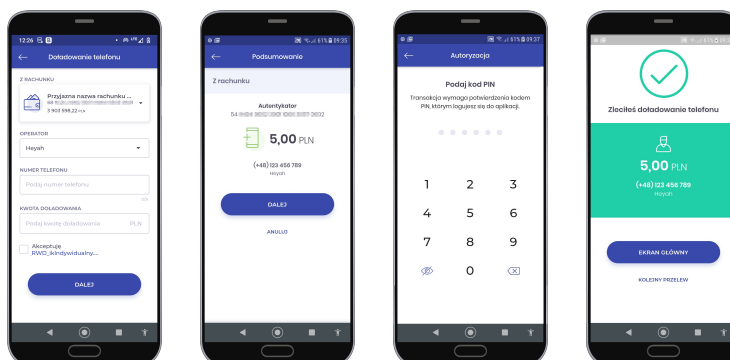 12:26
Doładowanie telefonu
Z RACHUNKU
Przyjazna nazwa rachunku ...
3 903 598,22 PLN
OPERATOR
Heyah
NUMER TELEFONU
Podaj numer telefonu
KWOTA DOŁADOWANIA
Podaj kwotę doładowania PLN
Akceptuję
RWD_ikindywidualny....
DALEJ
61% 09:35
Podsumowanie
Z rachunku
Autentykator
5,00 PLN
(+48) 123 456 789
Heyah
DALEJ
ANULUJ
61% 09:37
Autoryzacja
Podaj kod PIN
Transakcja wymaga potwierdzenia kodem
PIN, którym logujesz się do aplikacji.
1 2 3
4 5 6
7 8 9
0
Zleciłeś doładowanie telefonu
5,00 PLN
(+48) 123 456 789
Heyah
EKRAN GŁÓWNY
KOLEJNY PRZELEW